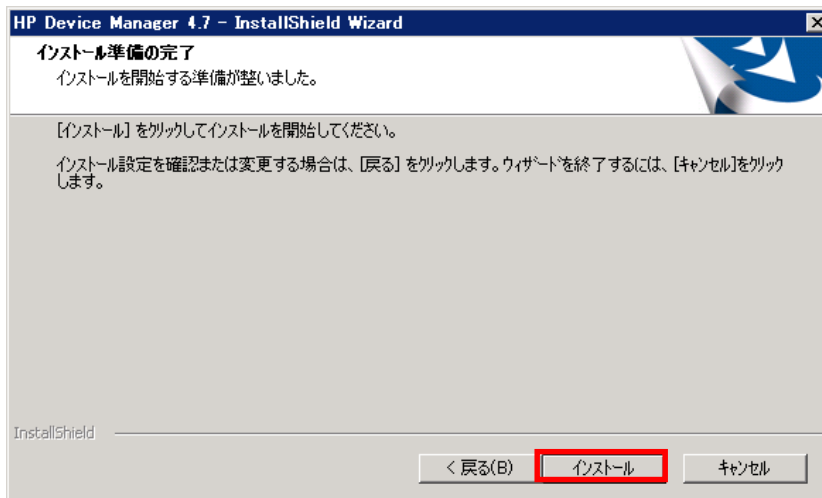 HP Device Manager 4.7 - InstallShield Wizard
インストール準備の完了
インストールを開始する準備が整いました。
[インストール] をクリックしてインストールを開始してください。
インストール設定を確認または変更する場合は、[戻る] をクリックします。ウィザードを終了するには、[キャンセル]をクリック
します。
InstallShield
< 戻る(B)
インストール
キャンセル